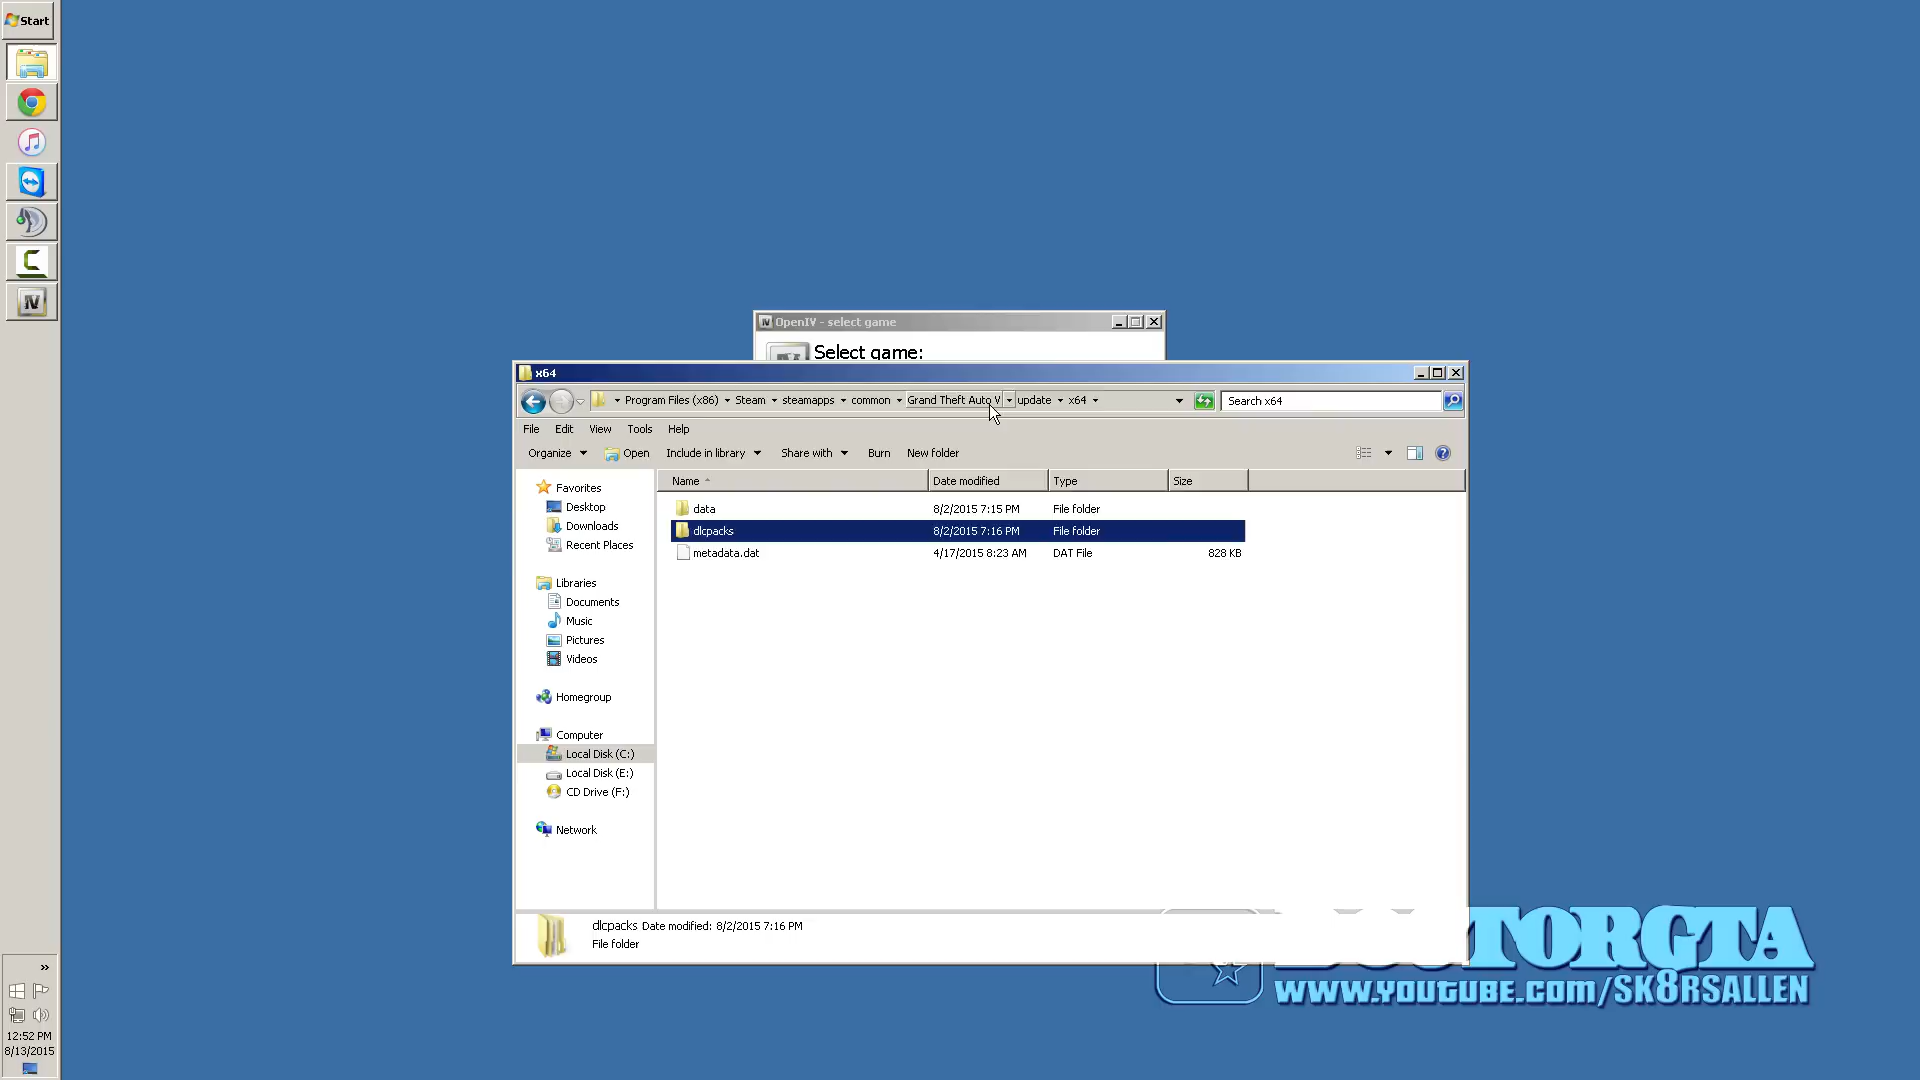 Start
OpenIV - select game
Select game:
x64
Program Files (x86) Steam steamapps common Grand Theft Auto V update x64
Search x64
File Edit View Tools Help
Organize Open Include in library Share with Burn New folder
Name Date modified Type Size
Favorites
Desktop
Downloads
Recent Places
Libraries
Documents
Music
Pictures
Videos
Homegroup
Computer
Local Disk (C:)
Local Disk (E:)
CD Drive (F:)
Network
data 8/2/2015 7:15 PM File folder
dlcpacks 8/2/2015 7:16 PM File folder
metadata.dat 4/17/2015 8:23 AM DAT File 828 KB
dlcpacks Date modified: 8/2/2015 7:16 PM
File folder
www.YOUTUBE.com/SK8RSALLEN
12:52 PM
8/13/2015